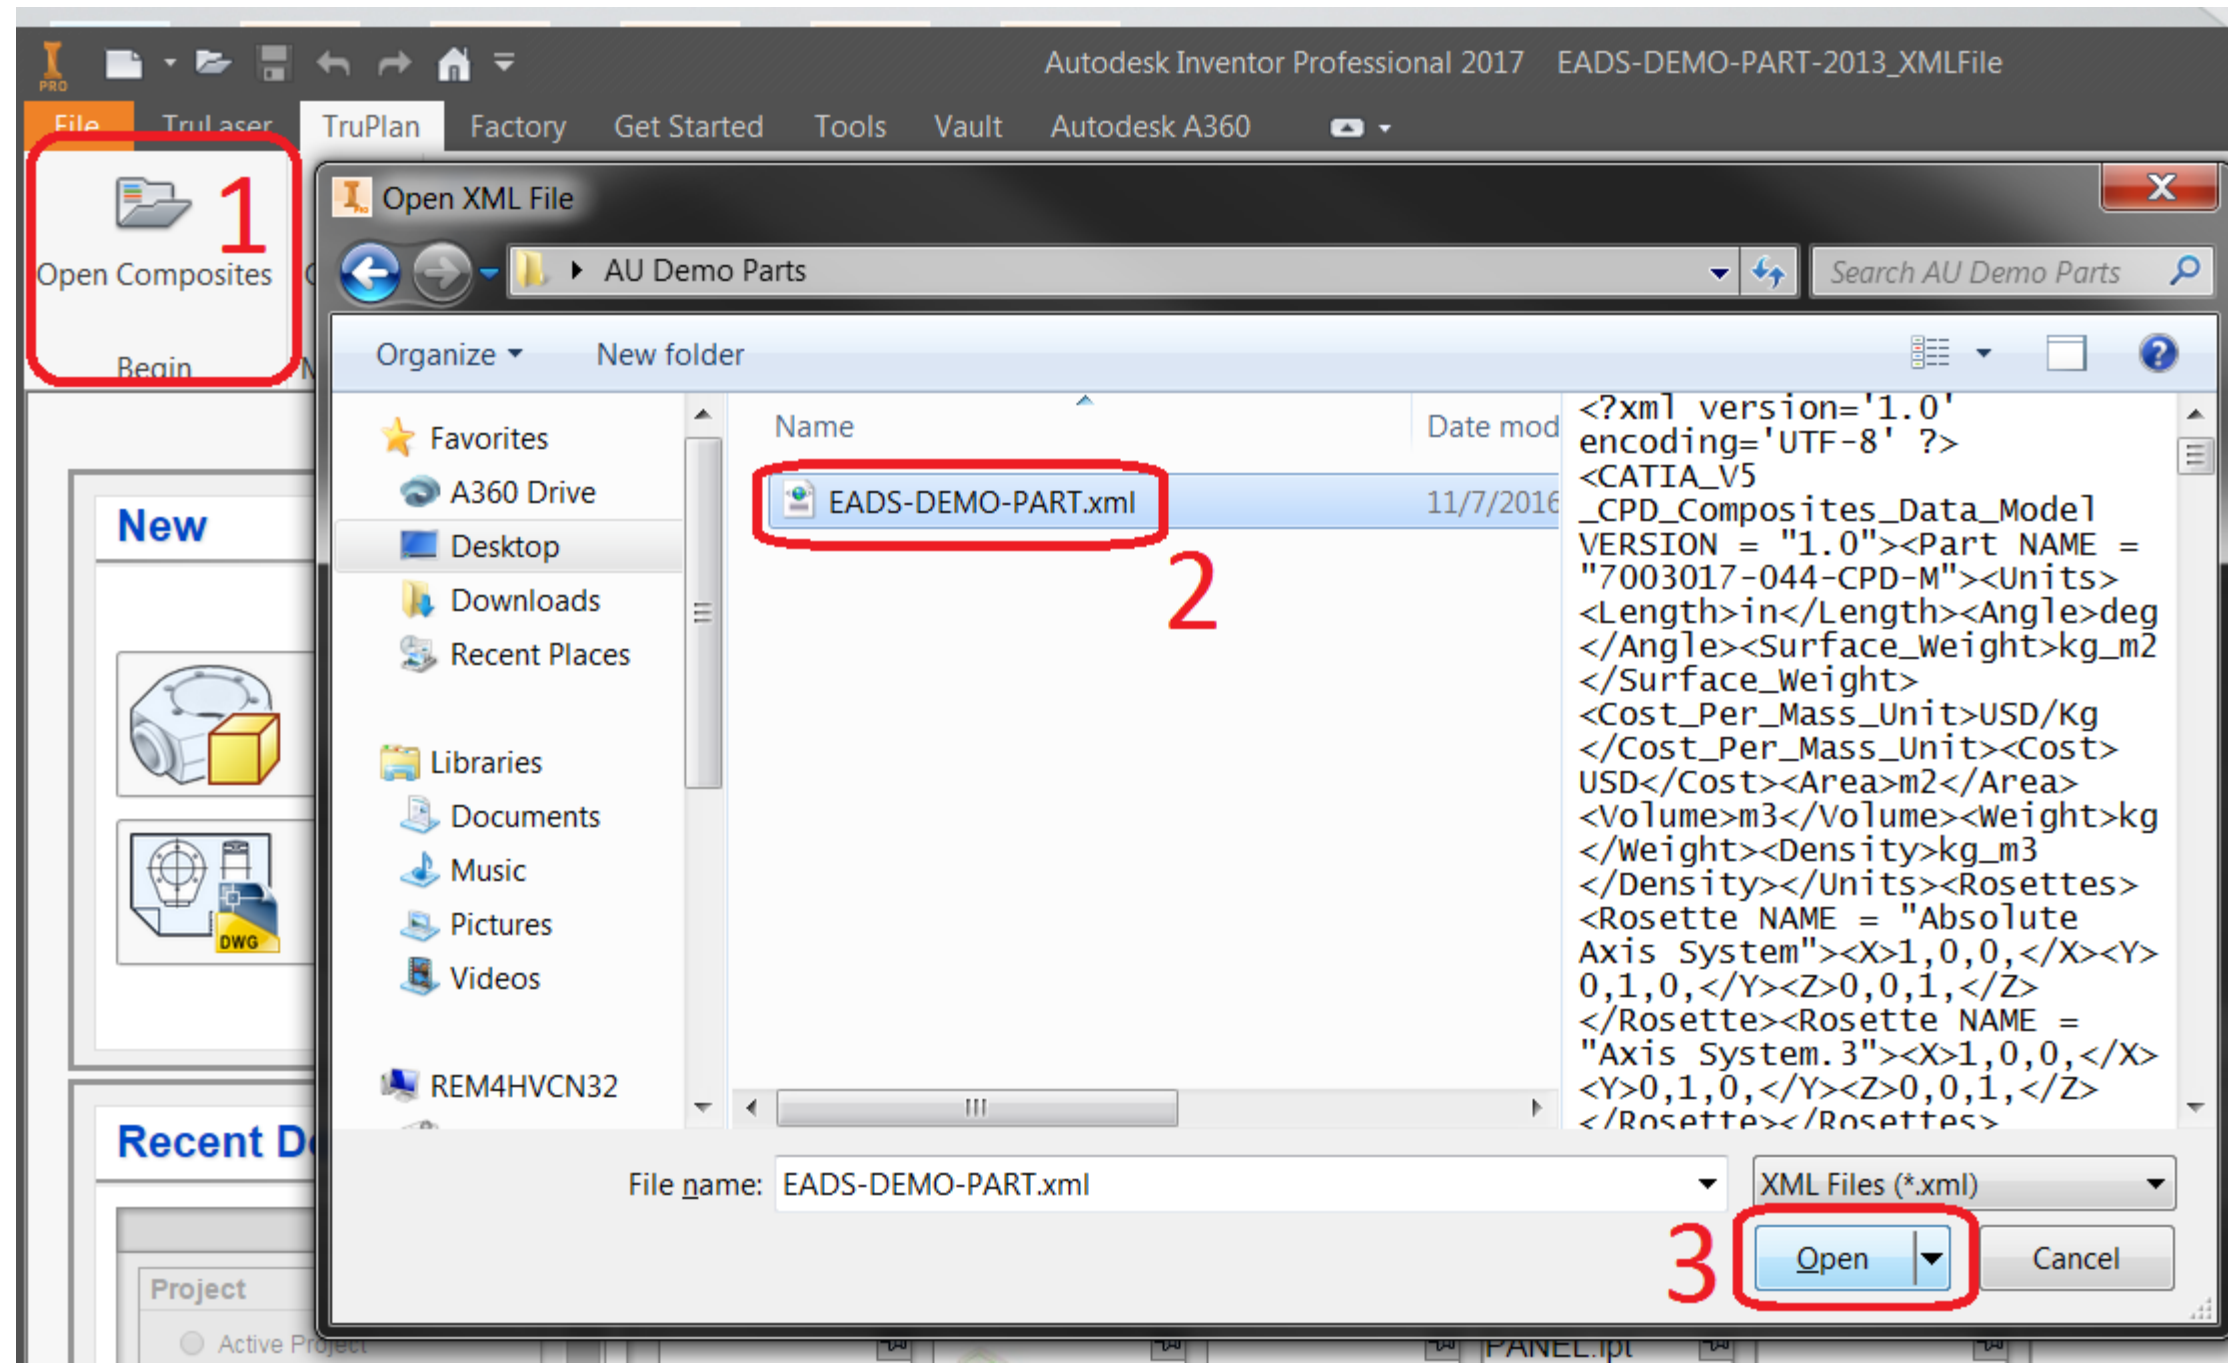 PRO
Autodesk Inventor Professional 2017 EADS-DEMO-PART-2013_XMLFile
File TruLaser TruPlan Factory Get Started Tools Vault Autodesk A360
1
Open Composites
Begin
Open XML File
AU Demo Parts
Search AU Demo Parts
Organize New folder
Favorites
A360 Drive
Desktop
Downloads
Recent Places
Libraries
Documents
Music
Pictures
Videos
REM4HVCN32
Name Date mod
EADS-DEMO-PART.xml 11/7/2016
2
<?xml version='1.0'
encoding='UTF-8' ?>
<CATIA_V5
_CPD_Composites_Data_Model
VERSION = "1.0"><Part NAME =
"7003017-044-CPD-M"><Units>
<Length>in</Length><Angle>deg
</Angle><Surface_Weight>kg_m2
</Surface_Weight>
<Cost_Per_Mass_Unit>USD/Kg
</Cost_Per_Mass_Unit><Cost>
USD</Cost><Area>m2</Area>
<Volume>m3</Volume><Weight>kg
</Weight><Density>kg_m3
</Density></Units><Rosettes>
<Rosette NAME = "Absolute
Axis System"><X>1,0,0,</X><Y>
0,1,0,</Y><Z>0,0,1,</Z>
</Rosette><Rosette NAME =
"Axis System.3"><X>1,0,0,</X>
<Y>0,1,0,</Y><Z>0,0,1,</Z>
</Rosette></Rosettes>
File name: EADS-DEMO-PART.xml
XML Files (*.xml)
3
Open
Cancel
New
DWG
Recent D
Project
Active Project
PANEL.ipt